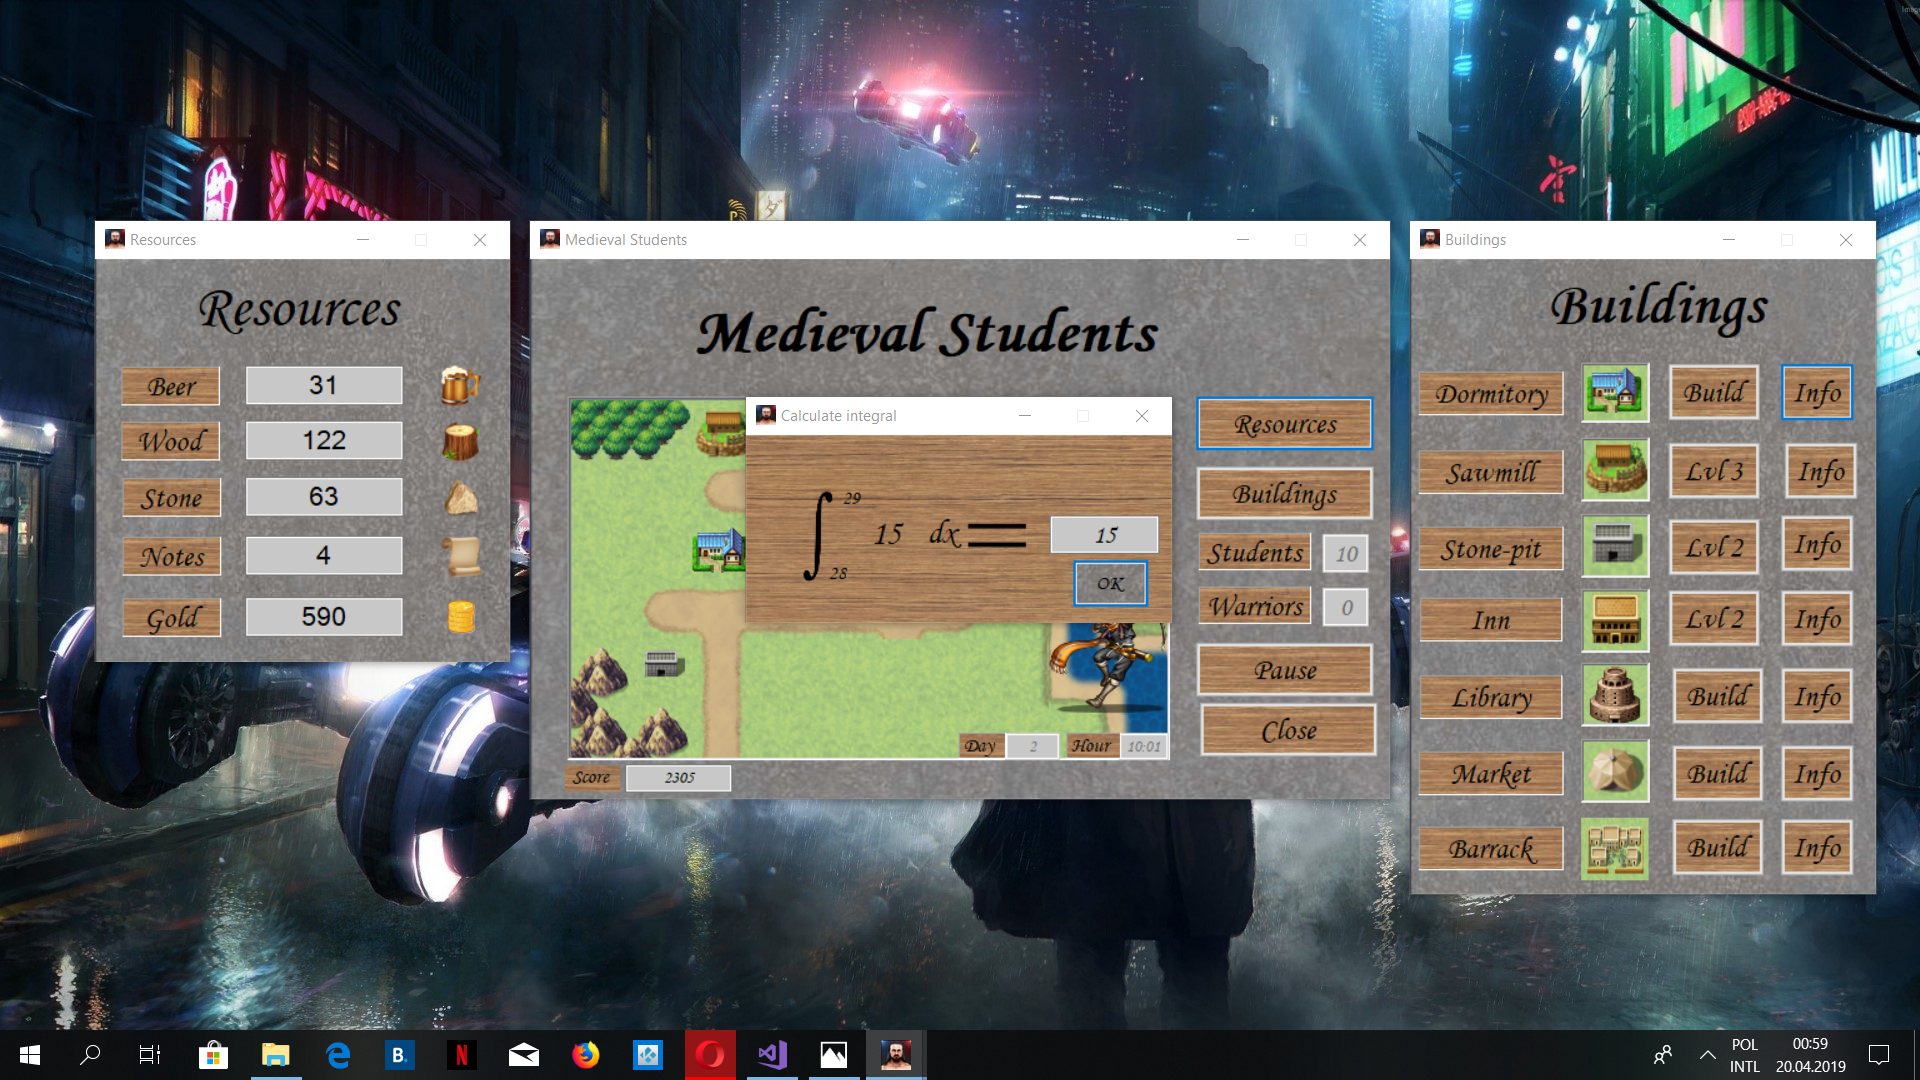 Resources
Resources
Beer 31
Wood 122
Stone 63
Notes 4
Gold 590
Medieval Students
Medieval Students
Calculate integral
29
∫ 15 dx = 15
28
OK
Resources
Buildings
Students 10
Warriors 0
Pause
Close
Day 2 Hour 10:01
Score 2305
Buildings
Buildings
Dormitory Build Info
Sawmill Lvl 3 Info
Stone-pit Lvl 2 Info
Inn Lvl 2 Info
Library Build Info
Market Build Info
Barrack Build Info
B.
N
POL
INTL
00:59
20.04.2019